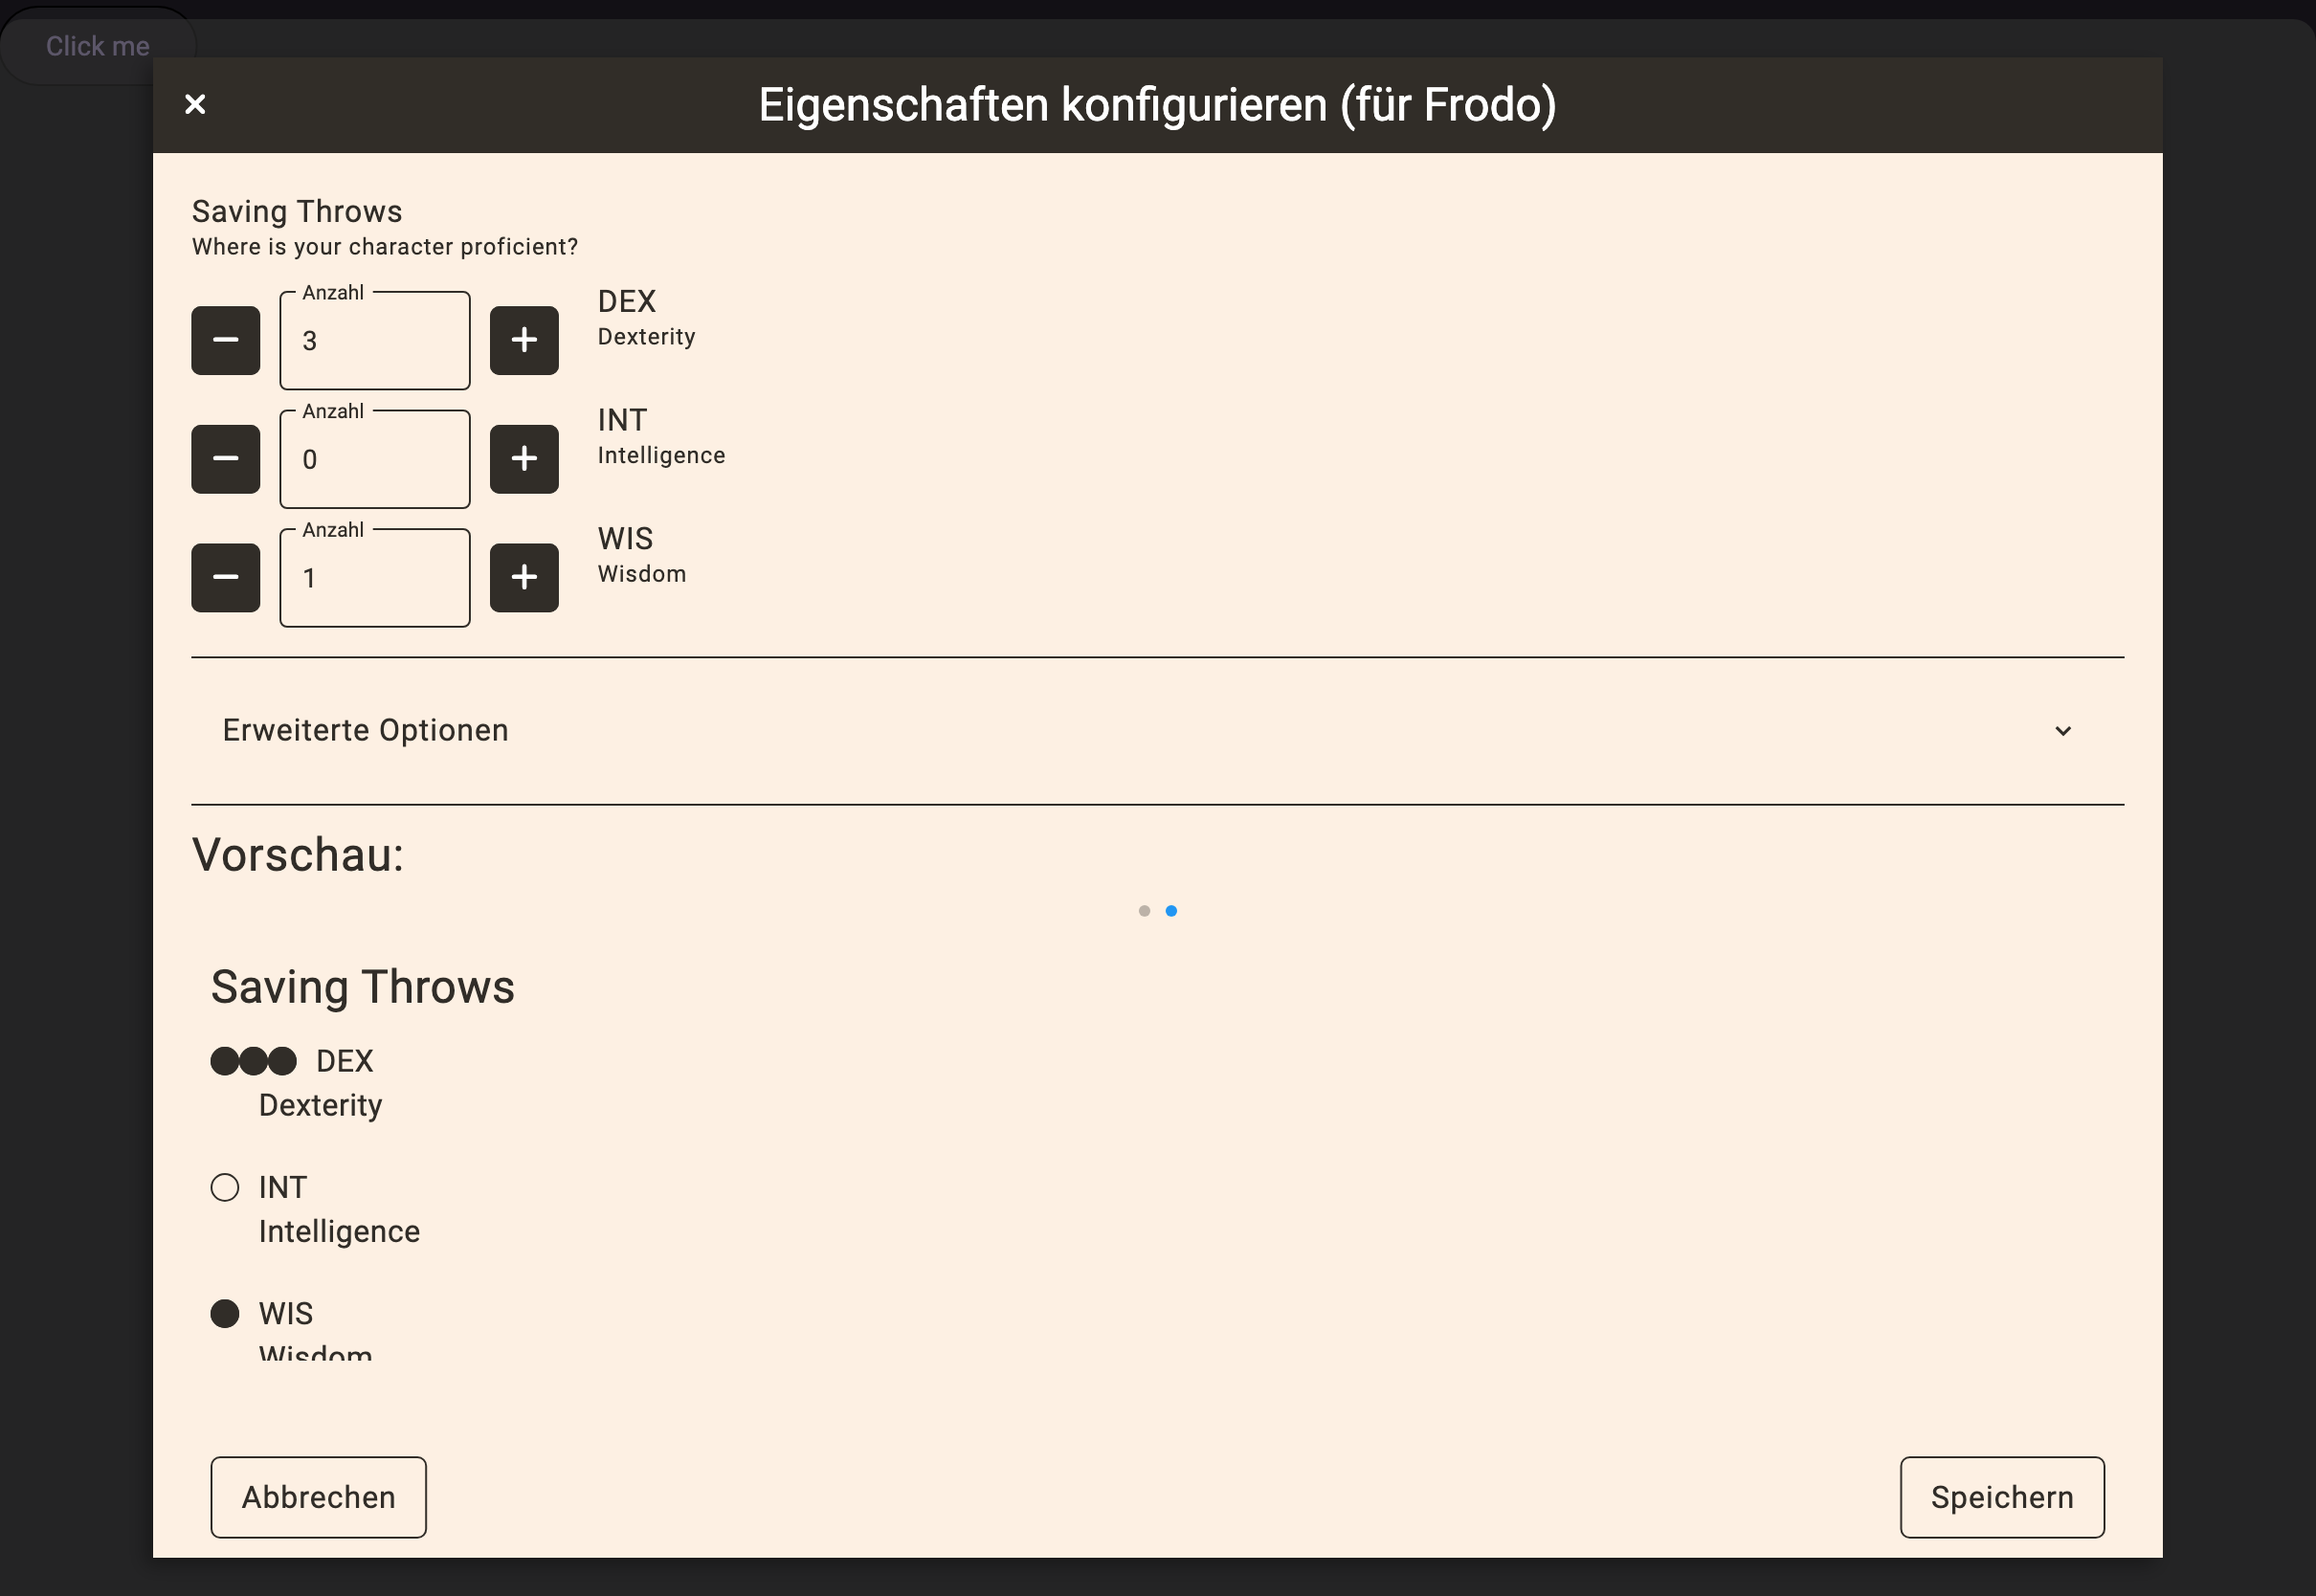 Click me
Eigenschaften konfigurieren (für Frodo)
Saving Throws
Where is your character proficient?
Anzahl
3
DEX
Dexterity
Anzahl
0
INT
Intelligence
Anzahl
1
WIS
Wisdom
Erweiterte Optionen
Vorschau:
Saving Throws
DEX
Dexterity
INT
Intelligence
WIS
Wisdom
Abbrechen
Speichern